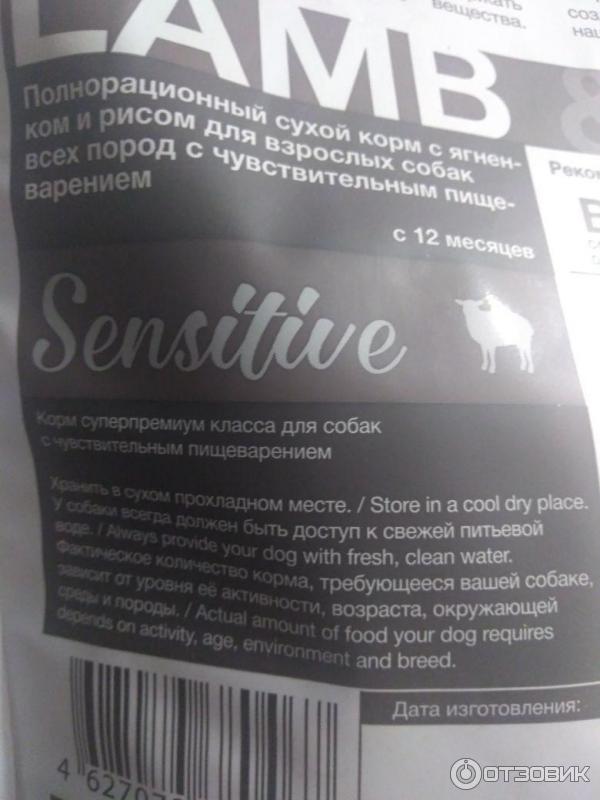 вещества.
LAMB
Полнорационный сухой корм с ягнен-
ком и рисом для взрослых собак
всех пород с чувствительным пище-
варением
с 12 месяцев
Sensitive
Корм суперпремиум класса для собак
с чувствительным пищеварением
Хранить в сухом прохладном месте. / Store in a cool dry place.
У собаки всегда должен быть доступ к свежей питьевой
воде. / Always provide your dog with fresh, clean water.
Фактическое количество корма, требующееся вашей собаке,
зависит от уровня её активности, возраста, окружающей
среды и породы. / Actual amount of food your dog requires
depends on activity, age, environment and breed.
Дата изготовления:
4 62707
ОТЗОВИК